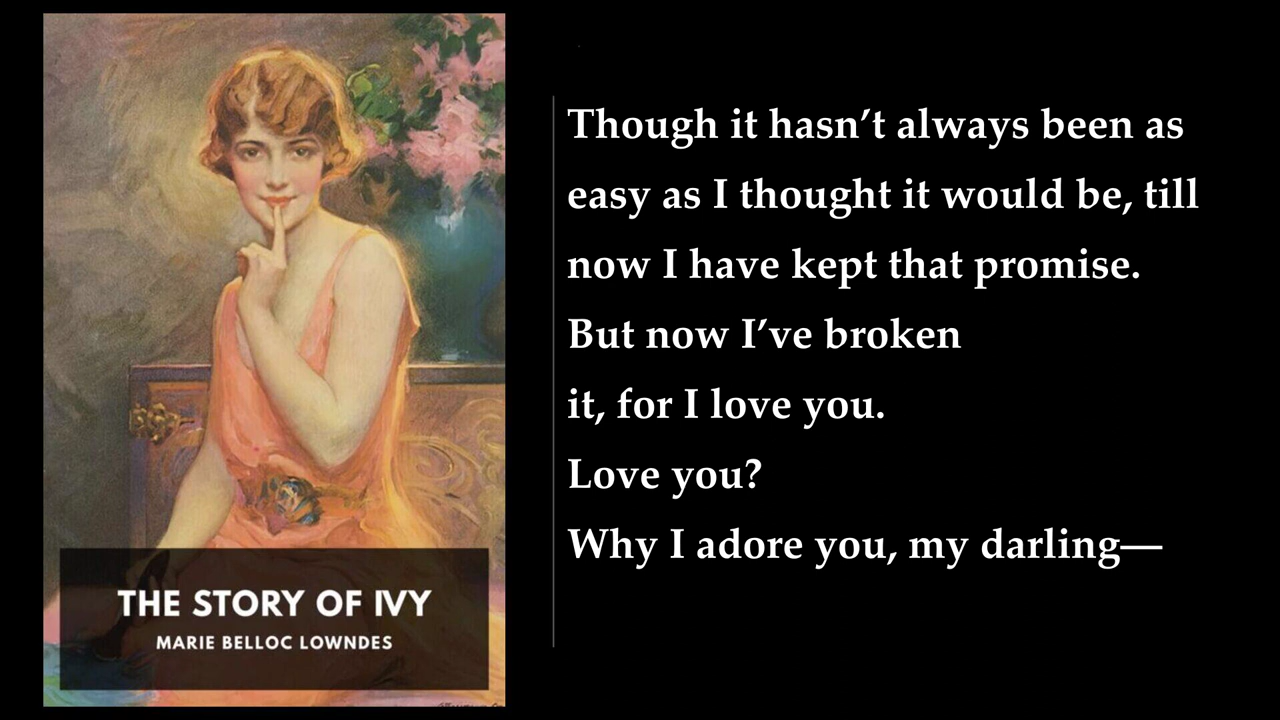 Though it hasn’t always been as
easy as I thought it would be, till
now I have kept that promise.
But now I’ve broken
it, for I love you.
Love you?
Why I adore you, my darling—
THE STORY OF IVY
MARIE BELLOC LOWNDES